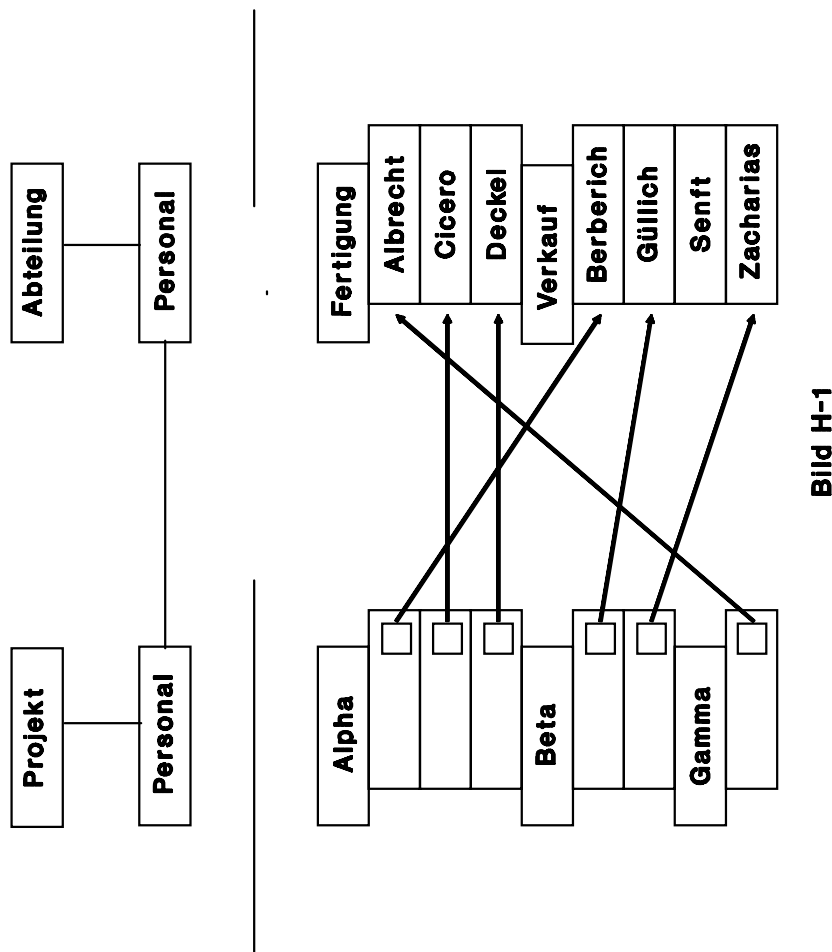 Projekt
Abteilung
Personal
Personal
Alpha
Beta
Gamma
Fertigung
Albrecht
Cicero
Deckel
Verkauf
Berberich
Güllich
Senft
Zacharias
Bild H-1